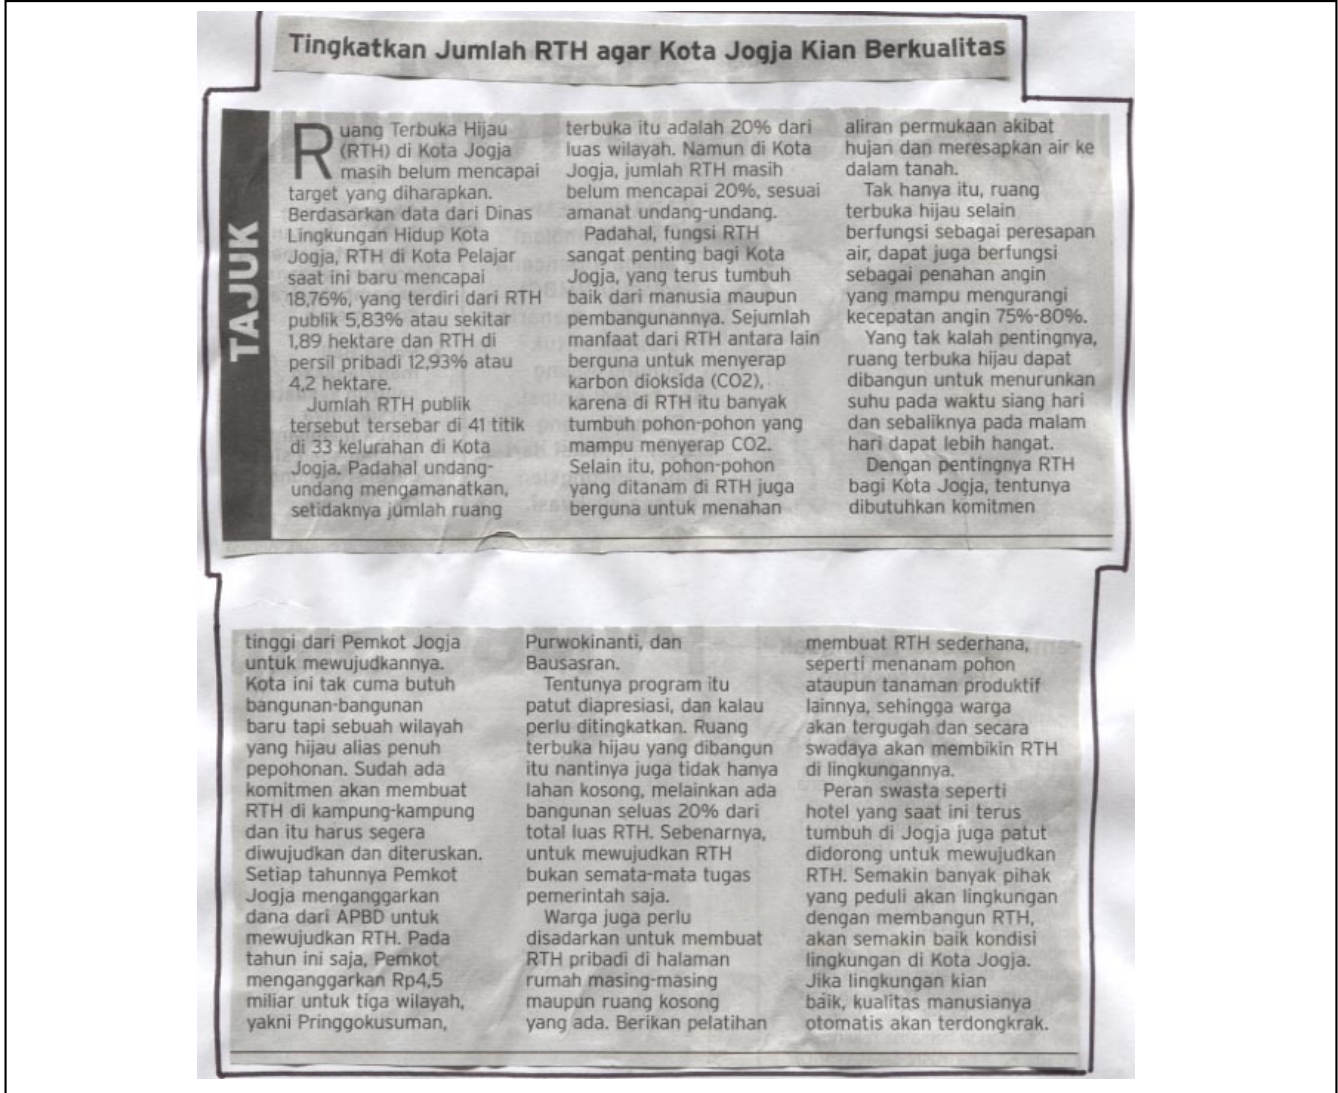 Tingkatkan Jumlah RTH agar Kota Jogja Kian Berkualitas
TAJUK
Ruang Terbuka Hijau
(RTH) di Kota Jogja
masih belum mencapai
target yang diharapkan.
Berdasarkan data dari Dinas
Lingkungan Hidup Kota
Jogja, RTH di Kota Pelajar
saat ini baru mencapai
18,76%, yang terdiri dari RTH
publik 5,83% atau sekitar
1,89 hektare dan RTH di
persil pribadi 12,93% atau
4,2 hektare.
Jumlah RTH publik
tersebut tersebar di 41 titik
di 33 kelurahan di Kota
Jogja, Padahal undang-
undang mengamanatkan,
setidaknya jumlah ruang
terbuka itu adalah 20% dari
luas wilayah. Namun di Kota
Jogja, jumlah RTH masih
belum mencapai 20%, sesuai
amanat undang-undang.
Padahal, fungsi RTH
sangat penting bagi Kota
Jogja, yang terus tumbuh
baik dari manusia maupun
pembangunannya. Sejumlah
manfaat dari RTH antara lain
berguna untuk menyerap
karbon dioksida (CO2),
karena di RTH itu banyak
tumbuh pohon-pohon yang
mampu menyerap CO2.
Selain itu, pohon-pohon
yang ditanam di RTH juga
berguna untuk menahan
aliran permukaan akibat
hujan dan meresapkan air ke
dalam tanah.
Tak hanya itu, ruang
terbuka hijau selain
berfungsi sebagai peresapan
air, dapat juga berfungsi
sebagai penahan angin
yang mampu mengurangi
kecepatan angin 75%-80%.
Yang tak kalah pentingnya,
ruang terbuka hijau dapat
dibangun untuk menurunkan
suhu pada waktu siang hari
dan sebaliknya pada malam
hari dapat lebih hangat.
Dengan pentingnya RTH
bagi Kota Jogja, tentunya
dibutuhkan komitmen
tinggi dari Pemkot Jogja
untuk mewujudkannya.
Kota ini tak cuma butuh
bangunan-bangunan
baru tapi sebuah wilayah
yang hijau alias penuh
pepohonan. Sudah ada
komitmen akan membuat
RTH di kampung-kampung
dan itu harus segera
diwujudkan dan diteruskan.
Setiap tahunnya Pemkot
Jogja menganggarkan
dana dari APBD untuk
mewujudkan RTH. Pada
tahun ini saja, Pemkot
menganggarkan Rp4,5
miliar untuk tiga wilayah,
yakni Pringgokusuman,
Purwokinanti, dan
Bausasran.
Tentunya program itu
patut diapresiasi, dan kalau
perlu ditingkatkan. Ruang
terbuka hijau yang dibangun
itu nantinya juga tidak hanya
lahan kosong, melainkan ada
bangunan seluas 20% dari
total luas RTH. Sebenarnya,
untuk mewujudkan RTH
bukan semata-mata tugas
pemerintah saja.
Warga juga perlu
disadarkan untuk membuat
RTH pribadi di halaman
rumah masing-masing
maupun ruang kosong
yang ada. Berikan pelatihan
membuat RTH sederhana,
seperti menanam pohon
ataupun tanaman produktif
lainnya, sehingga warga
akan tergugah dan secara
swadaya akan membikin RTH
di lingkungannya.
Peran swasta seperti
hotel yang saat ini terus
tumbuh di Jogja juga patut
didorong untuk mewujudkan
RTH. Semakin banyak pihak
yang peduli akan lingkungan
dengan membangun RTH,
akan semakin baik kondisi
lingkungan di Kota Jogja.
Jika lingkungan kian
baik, kualitas manusianya
otomatis akan terdongkrak.